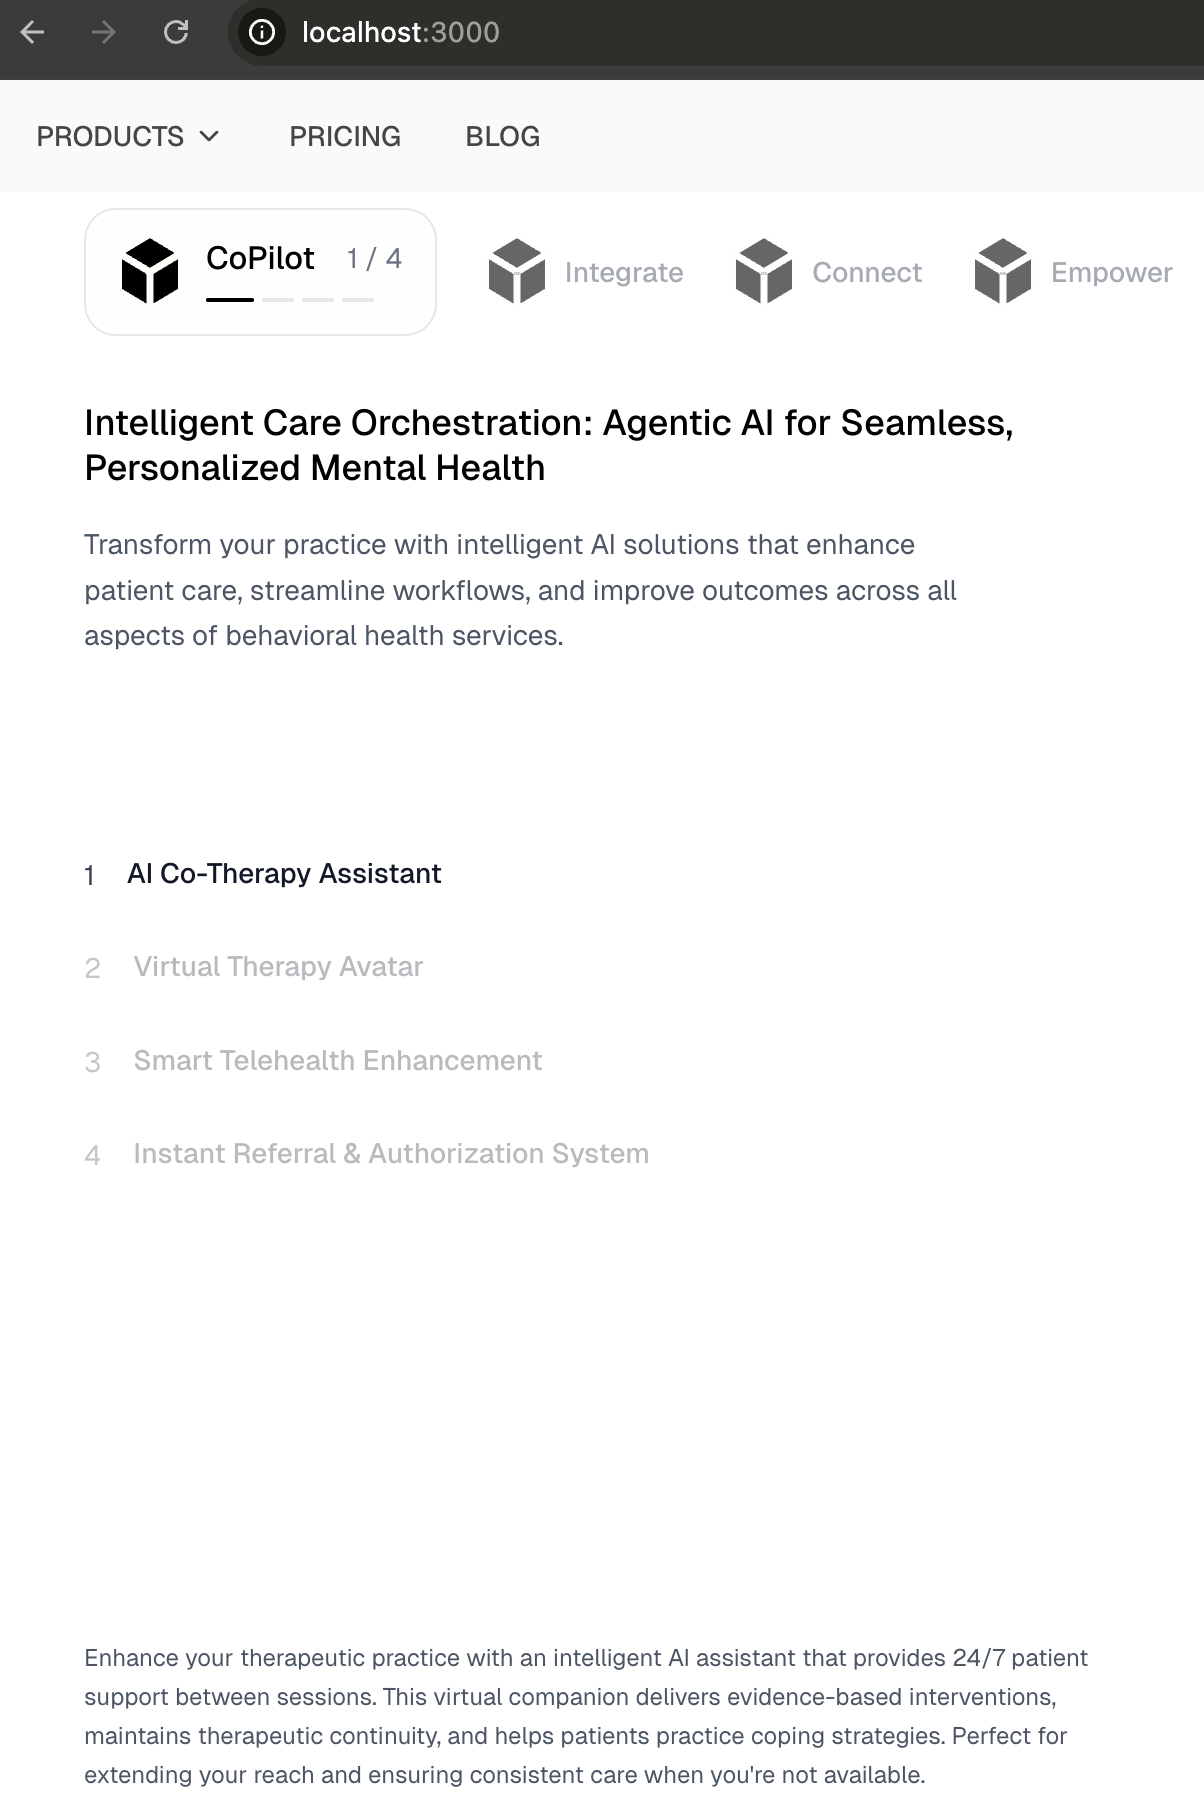 localhost:3000
PRODUCTS PRICING BLOG
CoPilot 1 / 4 Integrate Connect Empower
Intelligent Care Orchestration: Agentic AI for Seamless,
Personalized Mental Health
Transform your practice with intelligent AI solutions that enhance
patient care, streamline workflows, and improve outcomes across all
aspects of behavioral health services.
1 AI Co-Therapy Assistant
2 Virtual Therapy Avatar
3 Smart Telehealth Enhancement
4 Instant Referral & Authorization System
Enhance your therapeutic practice with an intelligent AI assistant that provides 24/7 patient
support between sessions. This virtual companion delivers evidence-based interventions,
maintains therapeutic continuity, and helps patients practice coping strategies. Perfect for
extending your reach and ensuring consistent care when you're not available.